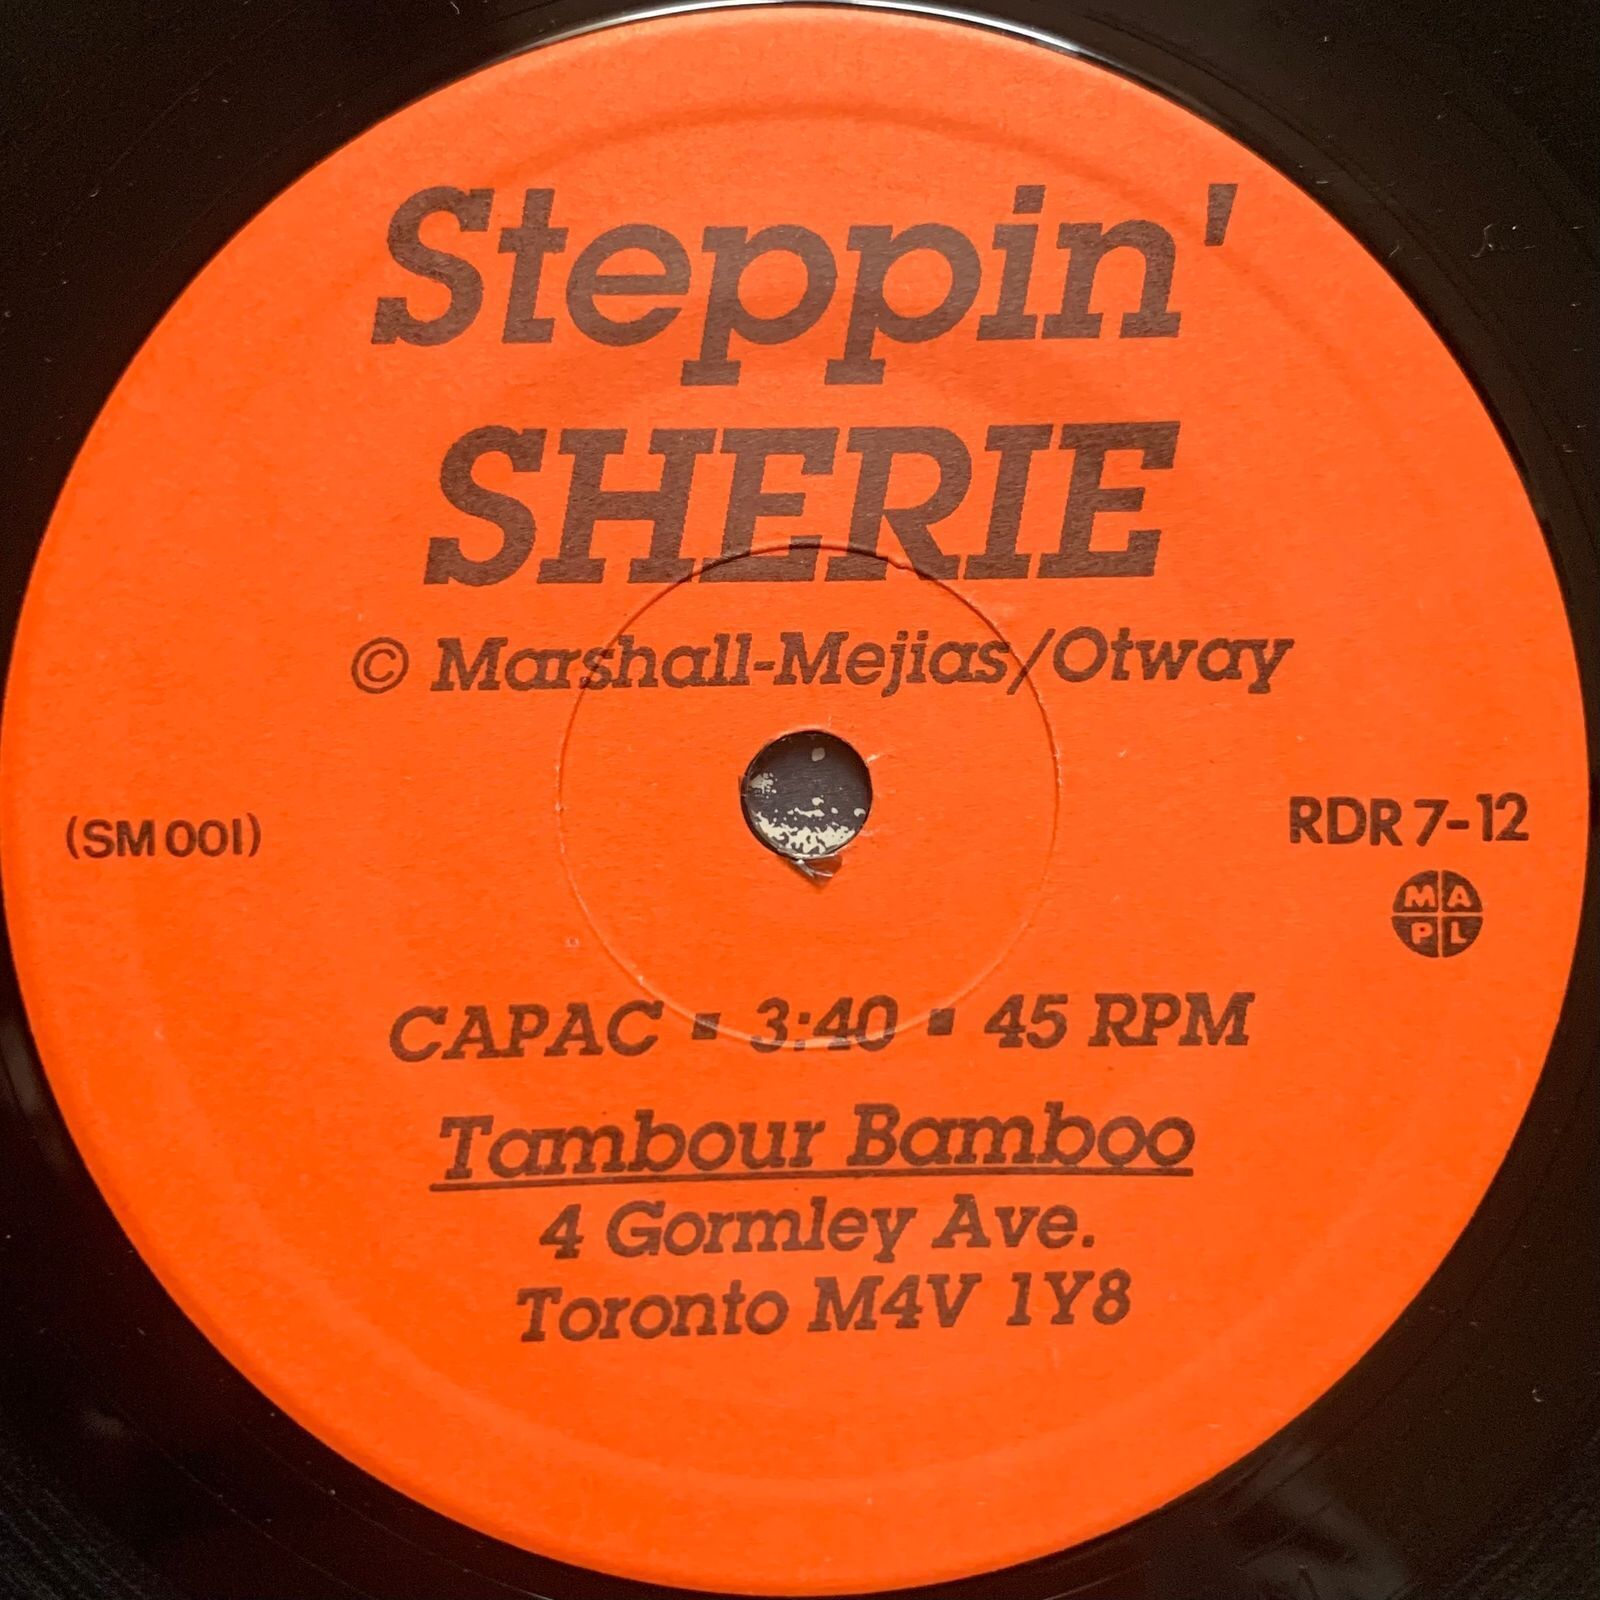 Steppin'
SHERIE
© Marshall-Mejias/Otway
(SM 001)
RDR 7-12
M A
P L
CAPAC ▪ 3:40 ▪ 45 RPM
Tambour Bamboo
4 Gormley Ave.
Toronto M4V 1Y8